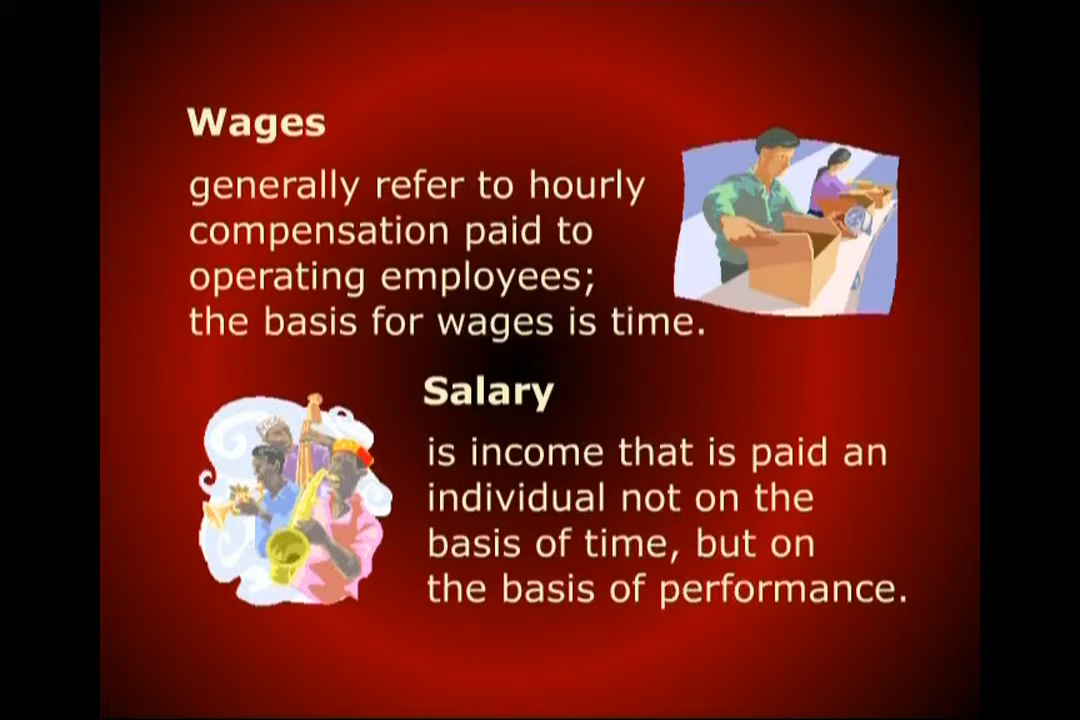 Wages
generally refer to hourly
compensation paid to
operating employees;
the basis for wages is time.
Salary
is income that is paid an
individual not on the
basis of time, but on
the basis of performance.